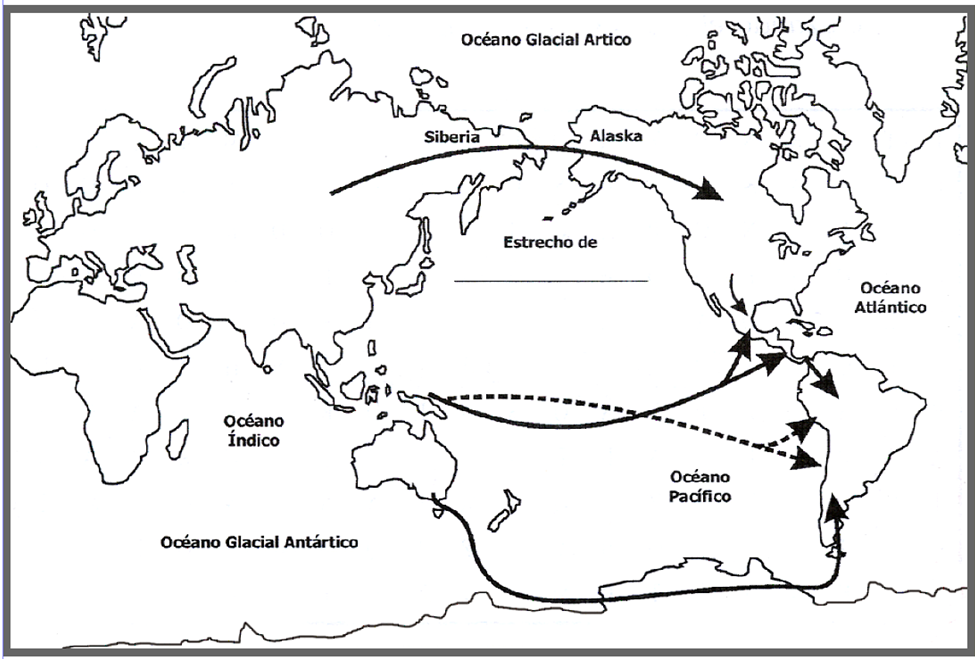 Océano Glacial Artico
Siberia
Alaska
Estrecho de
Océano
Atlántico
Océano
Índico
Océano
Pacífico
Océano Glacial Antártico